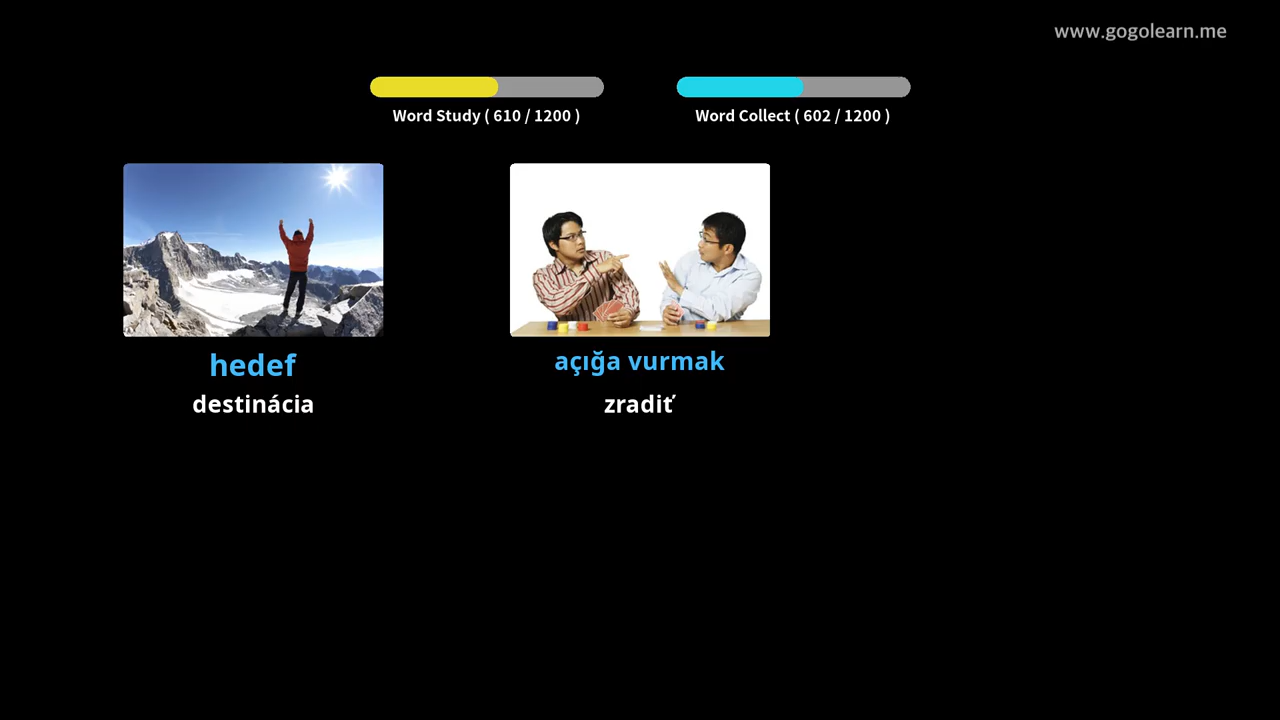 www.gogolearn.me
Word Study ( 610 / 1200 )
Word Collect ( 602 / 1200 )
hedef
destinácia
açığa vurmak
zradiť